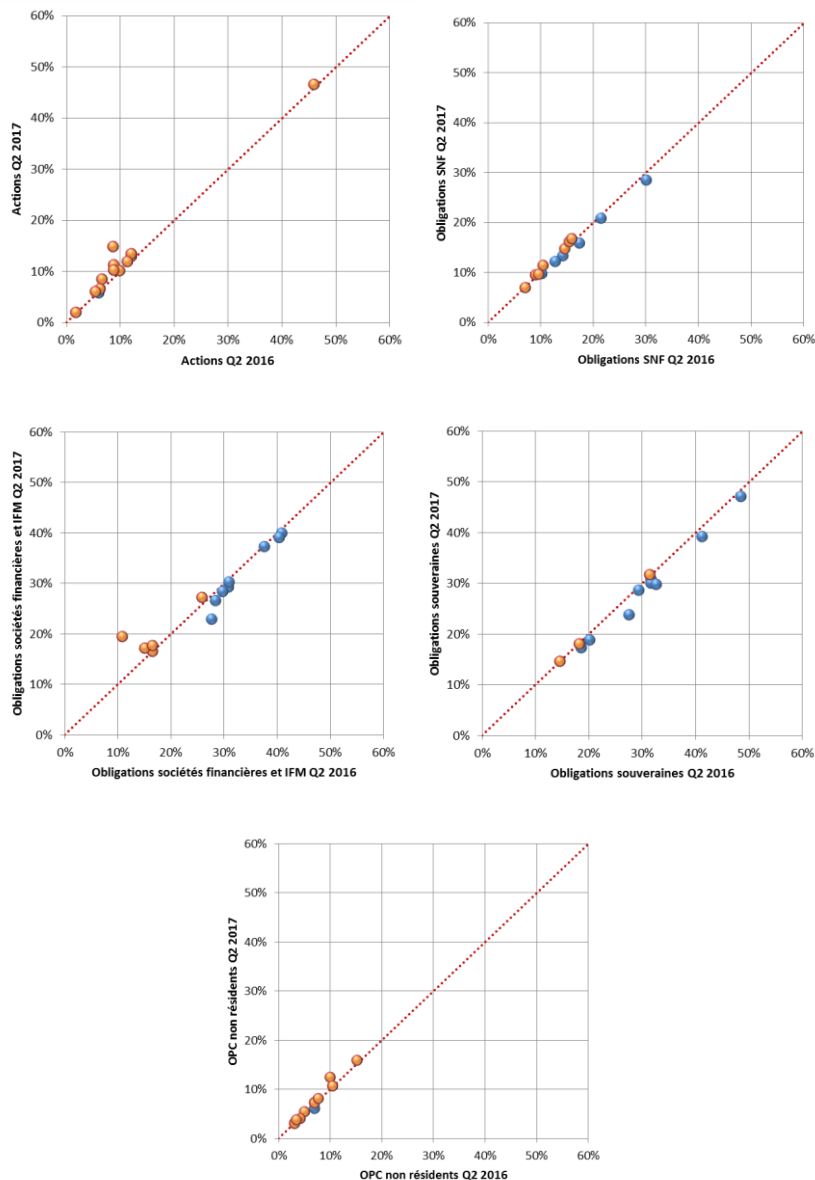 60%
50%
40%
30%
20%
10%
0%
Actions Q2 2017
0% 10% 20% 30% 40% 50% 60%
Actions Q2 2016
60%
50%
40%
30%
20%
10%
0%
Obligations SNF Q2 2017
0% 10% 20% 30% 40% 50% 60%
Obligations SNF Q2 2016
60%
50%
40%
30%
20%
10%
0%
Obligations sociétés financières et IFM Q2 2017
0% 10% 20% 30% 40% 50% 60%
Obligations sociétés financières et IFM Q2 2016
60%
50%
40%
30%
20%
10%
0%
Obligations souveraines Q2 2017
0% 10% 20% 30% 40% 50% 60%
Obligations souveraines Q2 2016
60%
50%
40%
30%
20%
10%
0%
OPC non résidents Q2 2017
0% 10% 20% 30% 40% 50% 60%
OPC non résidents Q2 2016